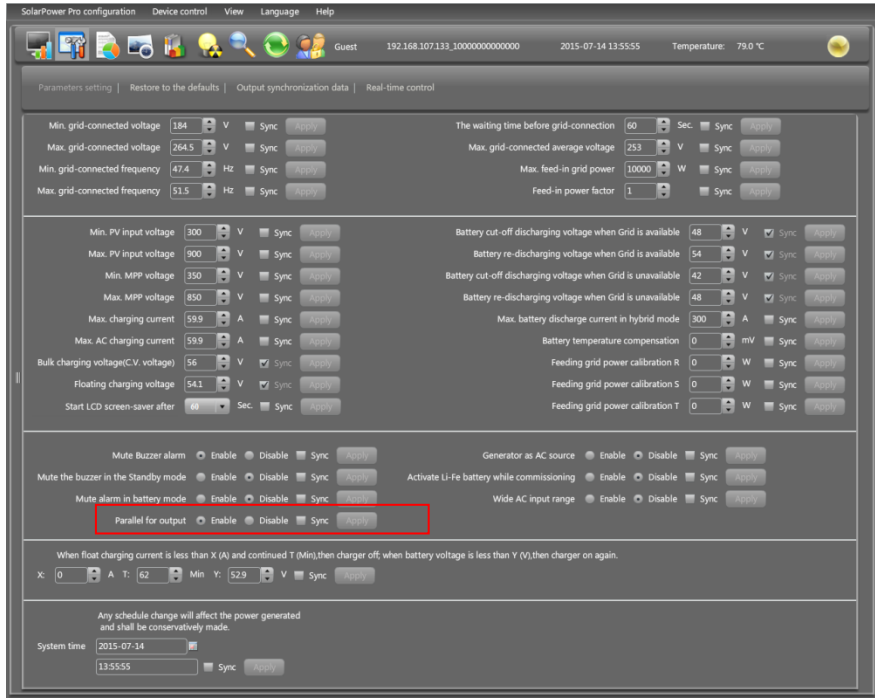 SolarPower Pro configuration Device control View Language Help
Guest 192.168.107.133_10000000000000 2015-07-14 13:55:55 Temperature: 79.0 ℃
Parameters setting | Restore to the defaults | Output synchronization data | Real-time control
Min. grid-connected voltage 184 V Sync Apply The waiting time before grid-connection 60 Sec. Sync Apply
Max. grid-connected voltage 264.5 V Sync Apply Max. grid-connected average voltage 253 V Sync Apply
Min. grid-connected frequency 47.4 Hz Sync Apply Max. feed-in grid power 10000 W Sync Apply
Max. grid-connected frequency 51.5 Hz Sync Apply Feed-in power factor 1 Sync Apply
Min. PV input voltage 300 V Sync Apply Battery cut-off discharging voltage when Grid is available 48 V Sync Apply
Max. PV input voltage 900 V Sync Apply Battery re-discharging voltage when Grid is available 54 V Sync Apply
Min. MPP voltage 350 V Sync Apply Battery cut-off discharging voltage when Grid is unavailable 42 V Sync Apply
Max. MPP voltage 850 V Sync Apply Battery re-discharging voltage when Grid is unavailable 48 V Sync Apply
Max. charging current 59.9 A Sync Apply Max. battery discharge current in hybrid mode 300 A Sync Apply
Max. AC charging current 59.9 A Sync Apply Battery temperature compensation 0 mV Sync Apply
Bulk charging voltage(C.V. voltage) 56 V Sync Apply Feeding grid power calibration R 0 W Sync Apply
Floating charging voltage 54.1 V Sync Apply Feeding grid power calibration S 0 W Sync Apply
Start LCD screen-saver after 60 Sec. Sync Apply Feeding grid power calibration T 0 W Sync Apply
Mute Buzzer alarm Enable Disable Sync Apply Generator as AC source Enable Disable Sync Apply
Mute the buzzer in the Standby mode Enable Disable Sync Apply Activate Li-Fe battery while commissioning Enable Disable Sync Apply
Mute alarm in battery mode Enable Disable Sync Apply Wide AC input range Enable Disable Sync Apply
Parallel for output Enable Disable Sync Apply
When float charging current is less than X (A) and continued T (Min),then charger off; when battery voltage is less than Y (V),then charger on again.
X: 0 A T: 62 Min Y: 52.9 V Sync Apply
Any schedule change will affect the power generated
and shall be conservatively made.
System time 2015-07-14
13:55:55 Sync Apply